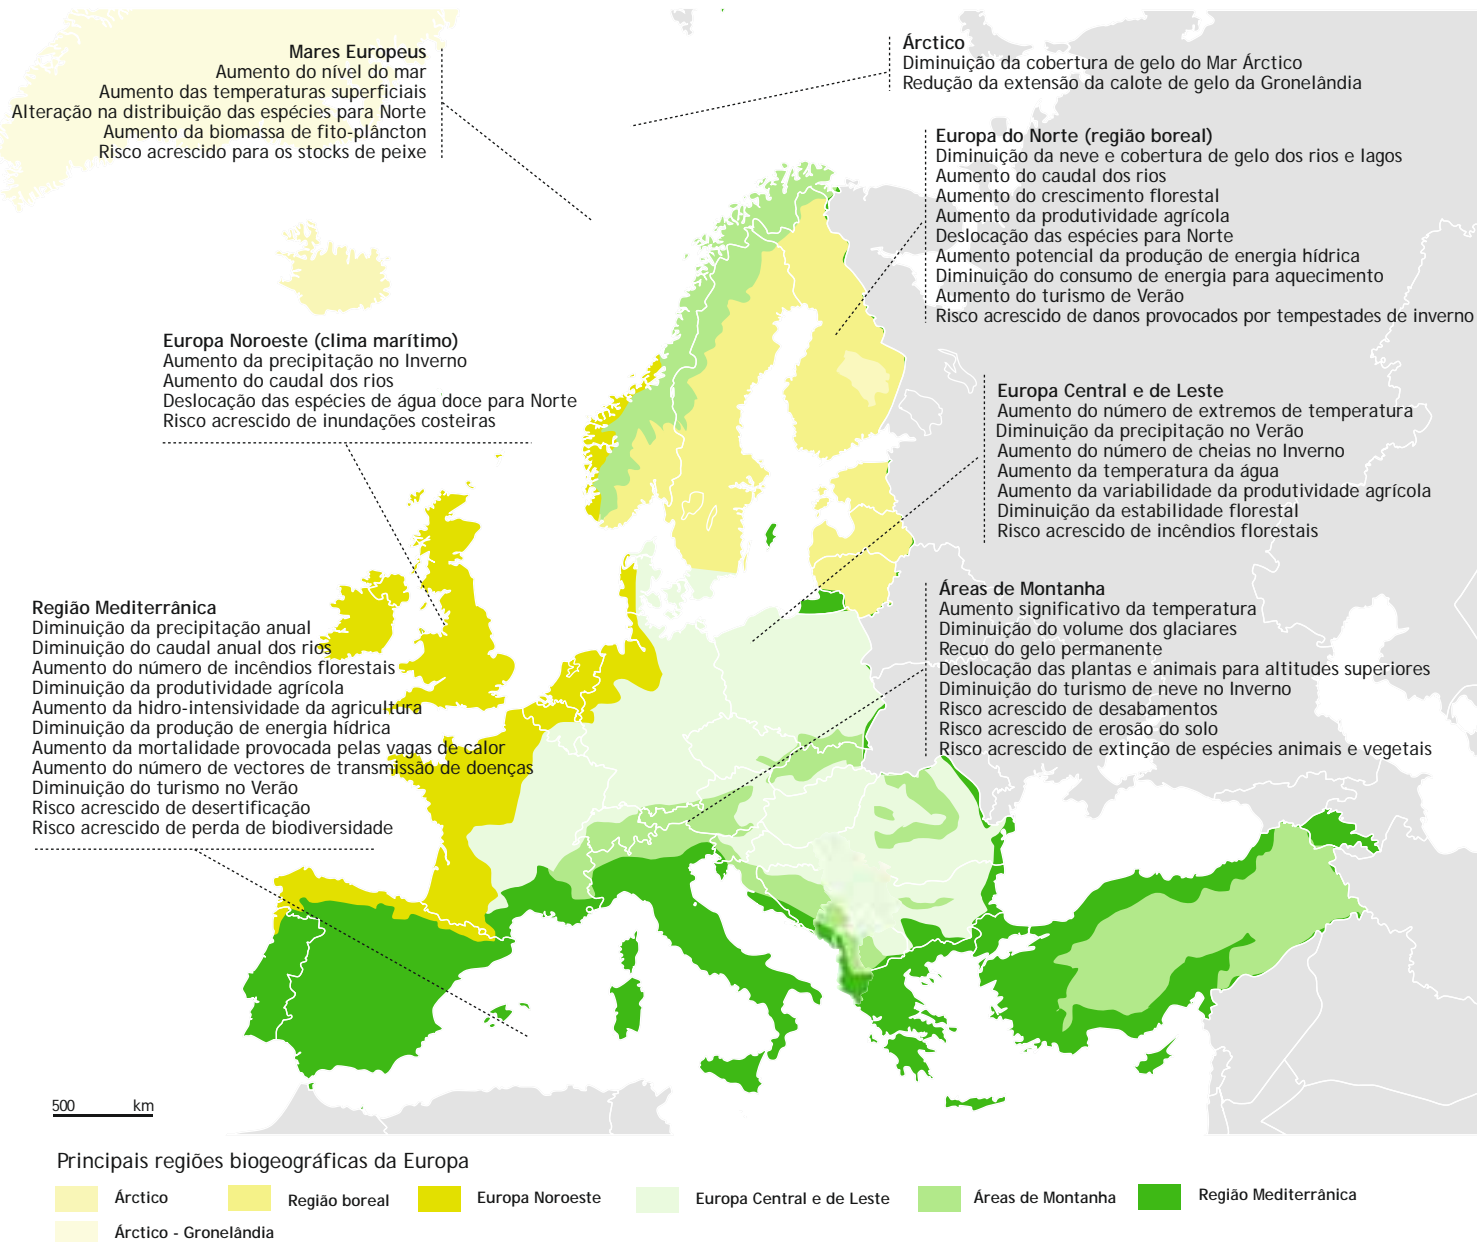 Mares Europeus
Aumento do nível do mar
Aumento das temperaturas superficiais
Alteração na distribuição das espécies para Norte
Aumento da biomassa de fito-plâncton
Risco acrescido para os stocks de peixe
Árctico
Diminuição da cobertura de gelo do Mar Árctico
Redução da extensão da calote de gelo da Gronelândia
Europa do Norte (região boreal)
Diminuição da neve e cobertura de gelo dos rios e lagos
Aumento do caudal dos rios
Aumento do crescimento florestal
Aumento da produtividade agrícola
Deslocação das espécies para Norte
Aumento potencial da produção de energia hídrica
Diminuição do consumo de energia para aquecimento
Aumento do turismo de Verão
Risco acrescido de danos provocados por tempestades de inverno
Europa Noroeste (clima marítimo)
Aumento da precipitação no Inverno
Aumento do caudal dos rios
Deslocação das espécies de água doce para Norte
Risco acrescido de inundações costeiras
Europa Central e de Leste
Aumento do número de extremos de temperatura
Diminuição da precipitação no Verão
Aumento do número de cheias no Inverno
Aumento da temperatura da água
Aumento da variabilidade da produtividade agrícola
Diminuição da estabilidade florestal
Risco acrescido de incêndios florestais
Região Mediterrânica
Diminuição da precipitação anual
Diminuição do caudal anual dos rios
Aumento do número de incêndios florestais
Diminuição da produtividade agrícola
Aumento da hidro-intensividade da agricultura
Diminuição da produção de energia hídrica
Aumento da mortalidade provocada pelas vagas de calor
Aumento do número de vectores de transmissão de doenças
Diminuição do turismo no Verão
Risco acrescido de desertificação
Risco acrescido de perda de biodiversidade
Áreas de Montanha
Aumento significativo da temperatura
Diminuição do volume dos glaciares
Recuo do gelo permanente
Deslocação das plantas e animais para altitudes superiores
Diminuição do turismo de neve no Inverno
Risco acrescido de desabamentos
Risco acrescido de erosão do solo
Risco acrescido de extinção de espécies animais e vegetais
500 km
Principais regiões biogeográficas da Europa
Árctico
Região boreal
Europa Noroeste
Europa Central e de Leste
Áreas de Montanha
Região Mediterrânica
Árctico - Gronelândia